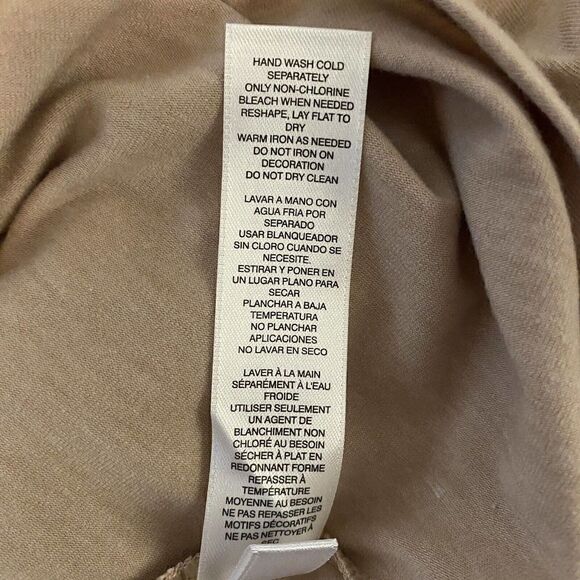 HAND WASH COLD
SEPARATELY
ONLY NON-CHLORINE
BLEACH WHEN NEEDED
RESHAPE, LAY FLAT TO
DRY
WARM IRON AS NEEDED
DO NOT IRON ON
DECORATION
DO NOT DRY CLEAN
LAVAR A MANO CON
AGUA FRIA POR
SEPARADO
USAR BLANQUEADOR
SIN CLORO CUANDO SE
NECESITE.
ESTIRAR Y PONER EN
UN LUGAR PLANO PARA
SECAR
PLANCHAR A BAJA
TEMPERATURA
NO PLANCHAR
APLICACIONES
NO LAVAR EN SECO
LAVER À LA MAIN
SÉPARÉMENT À L'EAU
FROIDE
UTILISER SEULEMENT
UN AGENT DE
BLANCHIMENT NON
CHLORÉ AU BESOIN
SÉCHER À PLAT EN
REDONNANT FORME
REPASSER À
TEMPÉRATURE
MOYENNE AU BESOIN
NE PAS REPASSER LES
MOTIFS DÉCORATIFS
NE PAS NETTOYER À
SEC